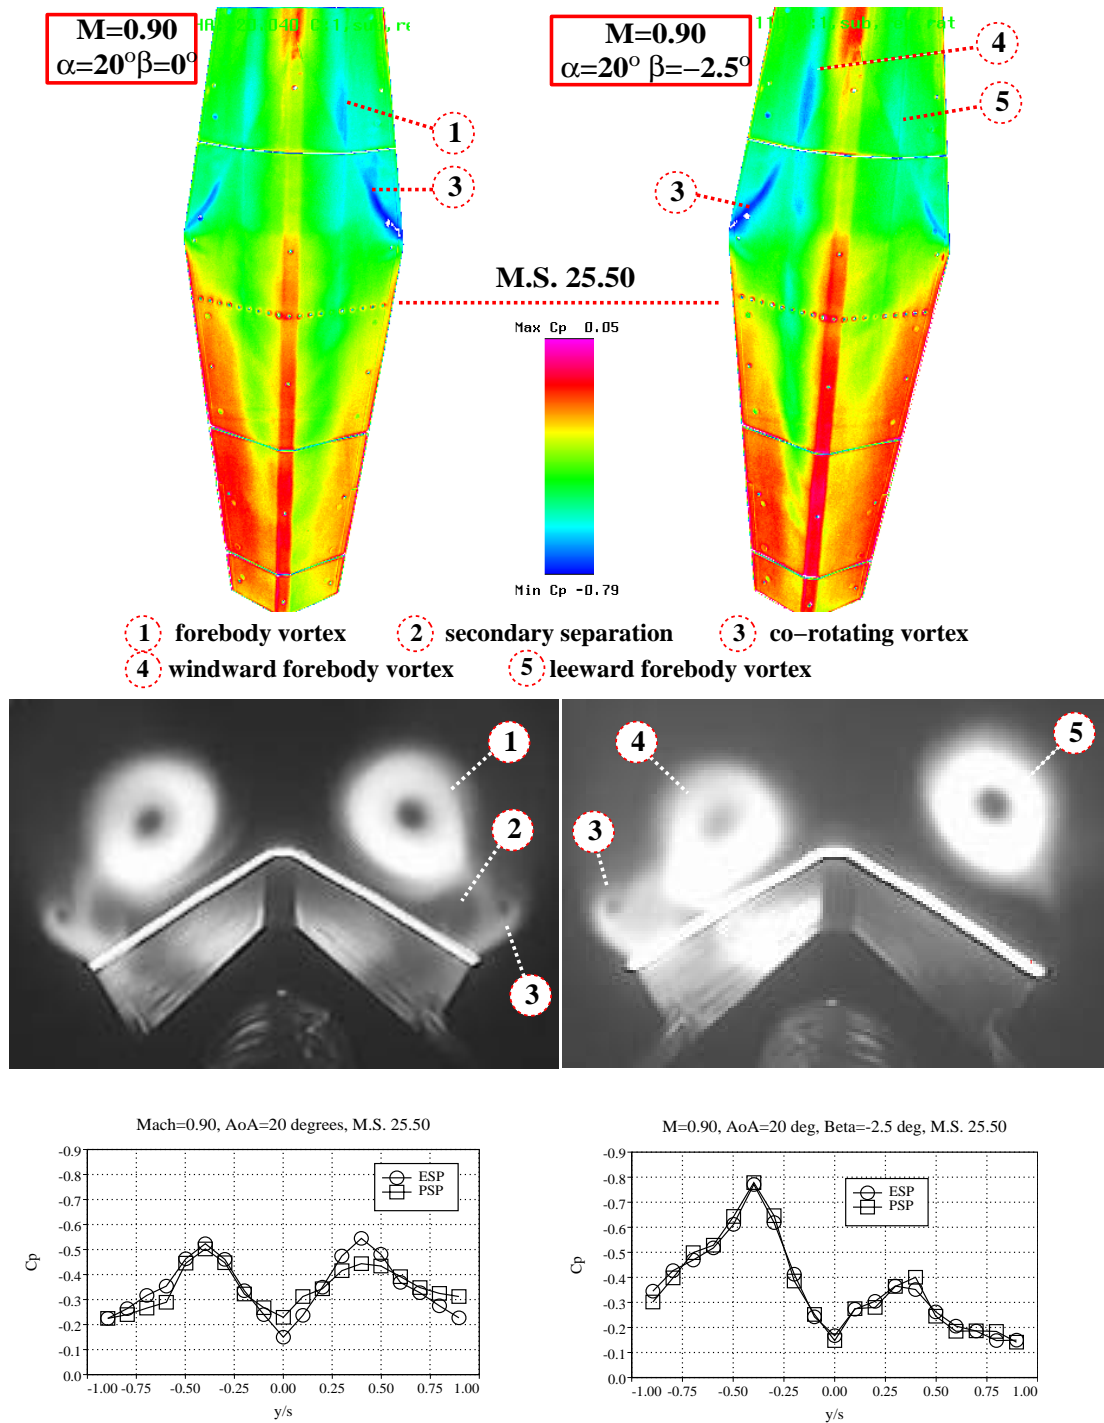 M=0.90
α=20°β=0°
M=0.90
α=20° β=−2.5°
4
5
1
3
3
M.S. 25.50
Max Cp 0.05
Min Cp -0.79
1 forebody vortex 2 secondary separation 3 co−rotating vortex
4 windward forebody vortex 5 leeward forebody vortex
1
2
3
4
5
3
Mach=0.90, AoA=20 degrees, M.S. 25.50
-0.9
-0.8
-0.7
-0.6
-0.5
-0.4
-0.3
-0.2
-0.1
0.0
Cp
ESP
PSP
-1.00 -0.75 -0.50 -0.25 0.00 0.25 0.50 0.75 1.00
y/s
M=0.90, AoA=20 deg, Beta=-2.5 deg, M.S. 25.50
-0.9
-0.8
-0.7
-0.6
-0.5
-0.4
-0.3
-0.2
-0.1
0.0
Cp
ESP
PSP
-1.00 -0.75 -0.50 -0.25 0.00 0.25 0.50 0.75 1.00
y/s